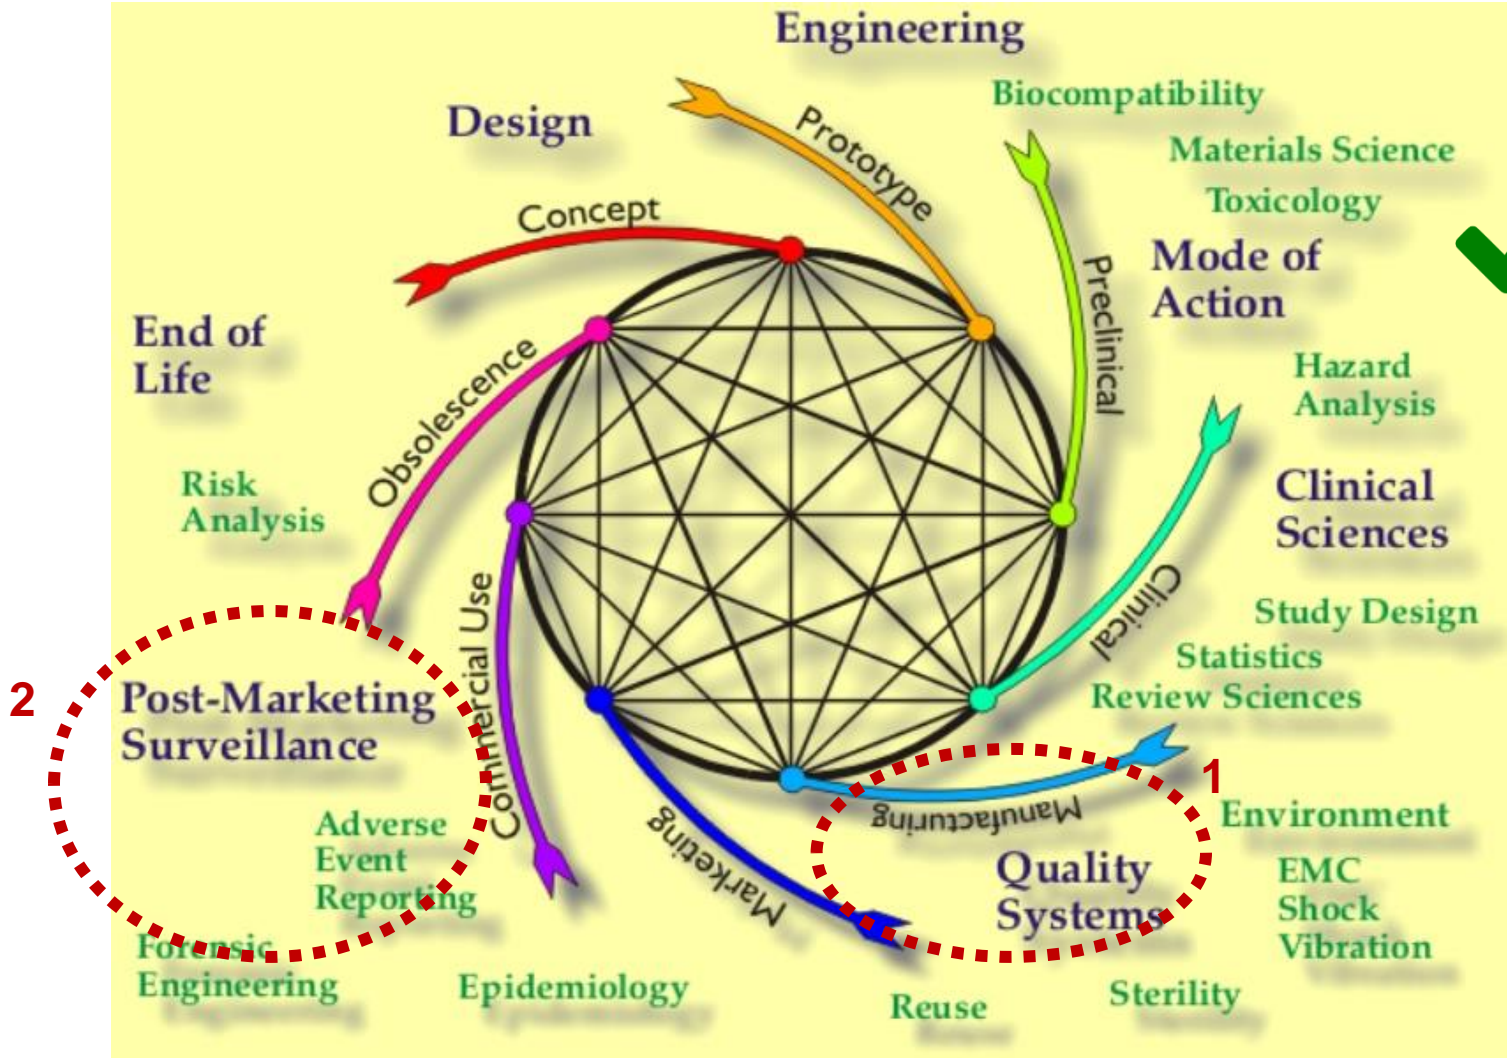 Engineering
Biocompatibility
Design
Prototype
Materials Science
Toxicology
Concept
Mode of
Action
Preclinical
End of
Life
Obsolescence
Hazard
Analysis
Risk
Analysis
Clinical
Sciences
Clinical
Study Design
Statistics
Review Sciences
2
Post-Marketing
Surveillance
Commercial Use
1
Manufacturing
Environment
Marketing
Quality
Systems
EMC
Shock
Vibration
Adverse
Event
Reporting
Forensic
Engineering
Epidemiology
Reuse
Sterility